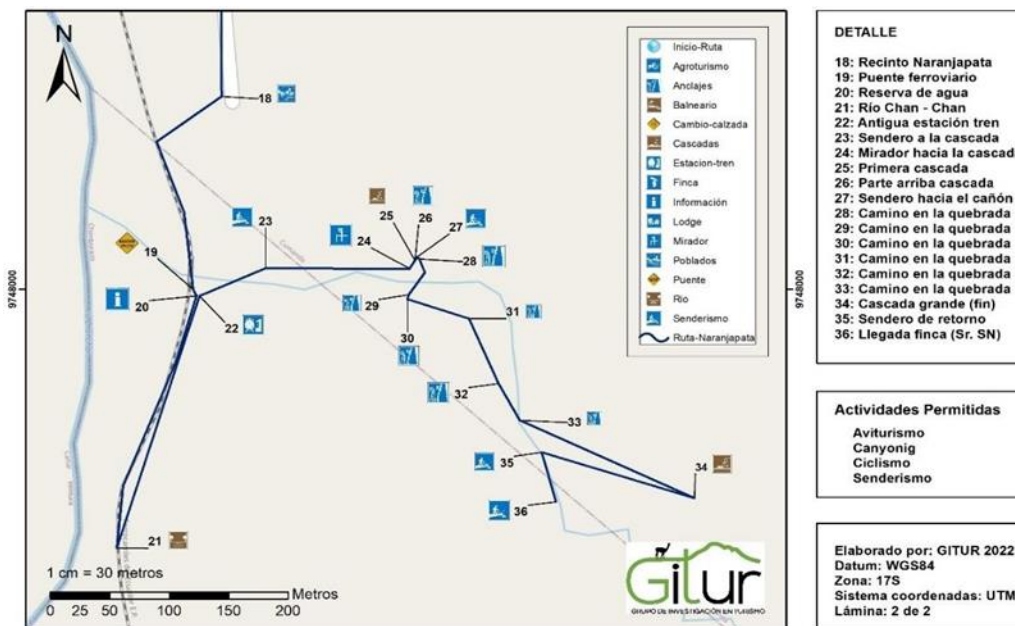 N
18
19
20
21
22
23
24
25
26
27
28
29
30
31
32
33
34
35
36
9748000
9748000
1 cm = 30 metros
0 25 50 100 150 200 Metros
Inicio-Ruta
Agroturismo
Anclajes
Balneario
Cambio-calzada
Cascadas
Estacion-tren
Finca
Información
Lodge
Mirador
Poblados
Puente
Rio
Senderismo
Ruta-Naranjapata
Gitur
GRUPO DE INVESTIGACIÓN EN TURISMO
DETALLE
18: Recinto Naranjapata
19: Puente ferroviario
20: Reserva de agua
21: Río Chan - Chan
22: Antigua estación tren
23: Sendero a la cascada
24: Mirador hacia la cascad
25: Primera cascada
26: Parte arriba cascada
27: Sendero hacia el cañón
28: Camino en la quebrada
29: Camino en la quebrada
30: Camino en la quebrada
31: Camino en la quebrada
32: Camino en la quebrada
33: Camino en la quebrada
34: Cascada grande (fin)
35: Sendero de retorno
36: Llegada finca (Sr. SN)
Actividades Permitidas
Aviturismo
Canyonig
Ciclismo
Senderismo
Elaborado por: GITUR 2022
Datum: WGS84
Zona: 17S
Sistema coordenadas: UTM
Lámina: 2 de 2